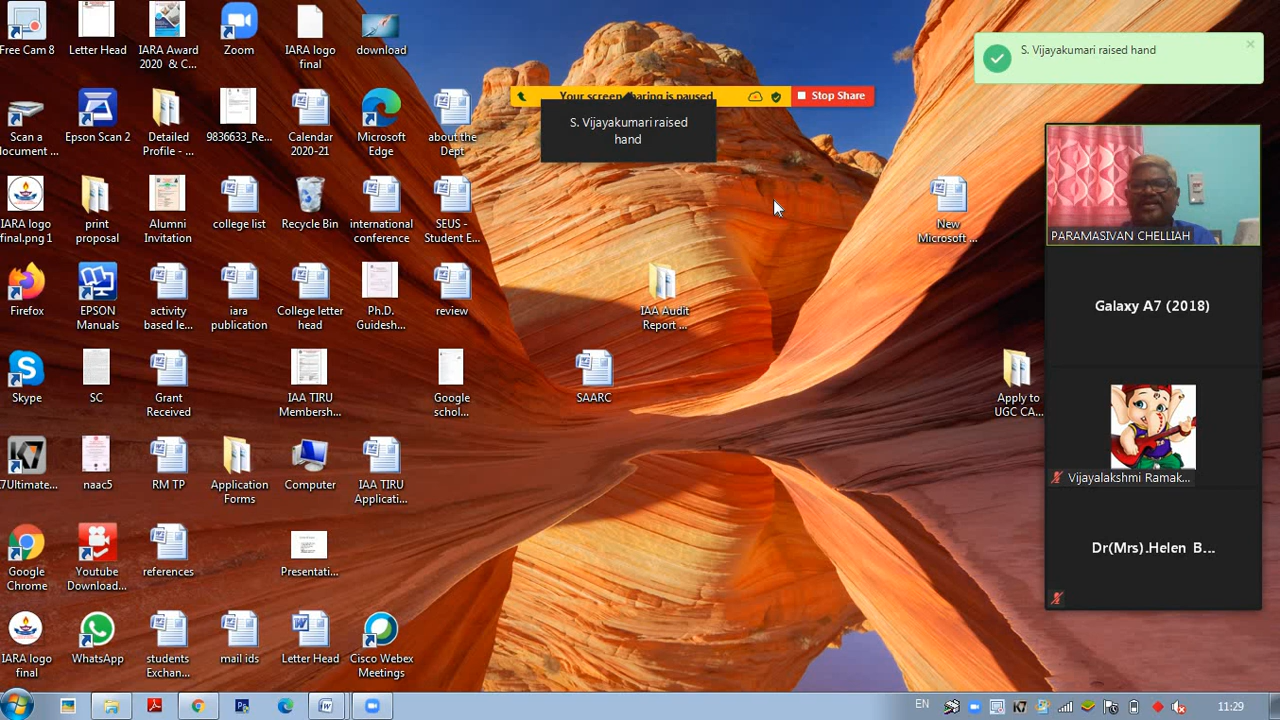 Free Cam 8
Letter Head
IARA Award
2020 & C...
Zoom
IARA logo
final
download
Your screen sharing is paused
Stop Share
S. Vijayakumari raised
hand
S. Vijayakumari raised hand
Scan a
Document ...
Epson Scan 2
Detailed
Profile - ...
9836633_Re...
Calendar
2020-21
Microsoft
Edge
about the
Dept
PARAMASIVAN CHELLIAH
IARA logo
final.png 1
print
proposal
Alumni
Invitation
college list
Recycle Bin
international
conference
SEUS -
Student E...
New
Microsoft ...
Firefox
EPSON
Manuals
activity
based le...
iara
publication
College letter
head
Ph.D.
Guidesh...
review
IAA Audit
Report ...
Galaxy A7 (2018)
Skype
SC
Grant
Received
IAA TIRU
Membersh...
Google
schol...
SAARC
Apply to
UGC CA...
Vijayalakshmi Ramak...
K7Ultimate...
naac5
RM TP
Application
Forms
Computer
IAA TIRU
Applicati...
Google
Chrome
Youtube
Download...
references
Presentati...
Dr(Mrs).Helen B...
IARA logo
final
WhatsApp
students
Exchan...
mail ids
Letter Head
Cisco Webex
Meetings
EN
K7
11:29